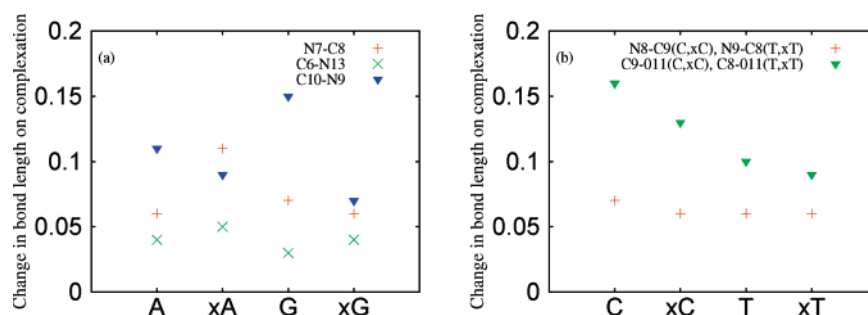 Change in bond length on complexation
0.2
0.15
0.1
0.05
0
(a)
N7-C8
C6-N13
C10-N9
A xA G xG
Change in bond length on complexation
0.2
0.15
0.1
0.05
0
(b)
N8-C9(C,xC), N9-C8(T,xT)
C9-011(C,xC), C8-011(T,xT)
C xC T xT